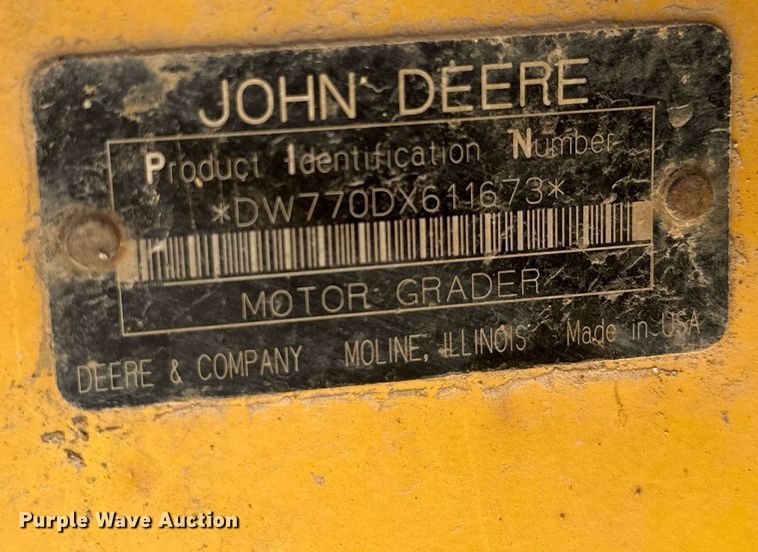 JOHN DEERE
Product Identification Number
*DW770DX611673*
MOTOR GRADER
DEERE & COMPANY MOLINE, ILLINOIS Made in USA
Purple Wave Auction